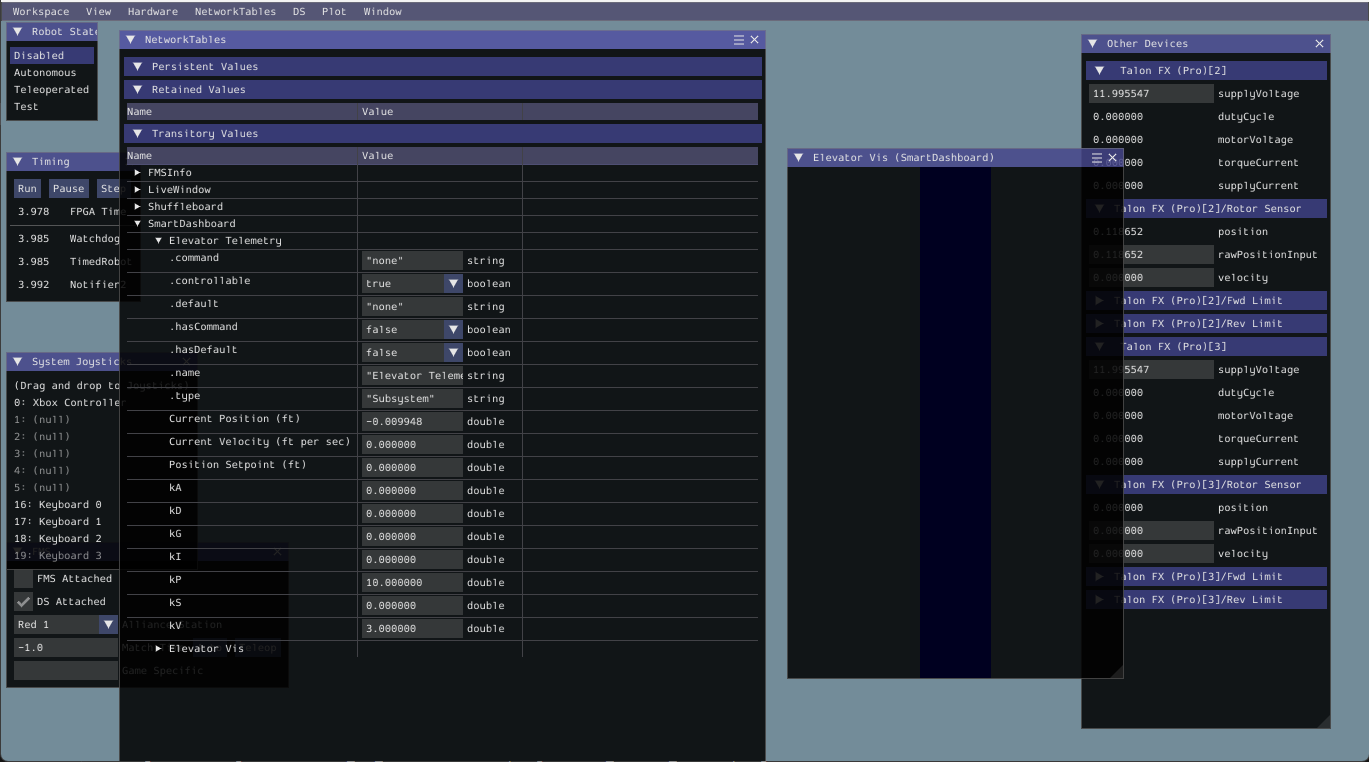 Workspace View Hardware NetworkTables DS Plot Window
Robot State
Disabled
Autonomous
Teleoperated
Test
Timing
Run Pause Step
3.978 FPGA Time
3.985 Watchdog
3.985 TimedRobot
3.992 Notifier2
System Joysticks
(Drag and drop to Joysticks)
0: Xbox Controller
1: (null)
2: (null)
3: (null)
4: (null)
5: (null)
16: Keyboard 0
17: Keyboard 1
18: Keyboard 2
19: Keyboard 3
FMS Attached
DS Attached
Red 1 Alliance Station
-1.0
Game Specific
NetworkTables
Persistent Values
Retained Values
Name Value
Transitory Values
Name Value
FMSInfo
LiveWindow
Shuffleboard
SmartDashboard
Elevator Telemetry
.command "none" string
.controllable true boolean
.default "none" string
.hasCommand false boolean
.hasDefault false boolean
.name "Elevator Teleme string
.type "Subsystem" string
Current Position (ft) -0.009948 double
Current Velocity (ft per sec) 0.000000 double
Position Setpoint (ft) 0.000000 double
kA 0.000000 double
kD 0.000000 double
kG 0.000000 double
kI 0.000000 double
kP 10.000000 double
kS 0.000000 double
kV 3.000000 double
Elevator Vis
Elevator Vis (SmartDashboard)
Other Devices
Talon FX (Pro)[2]
11.995547 supplyVoltage
0.000000 dutyCycle
0.000000 motorVoltage
0.000000 torqueCurrent
0.000000 supplyCurrent
Talon FX (Pro)[2]/Rotor Sensor
0.118652 position
0.118652 rawPositionInput
0.000000 velocity
Talon FX (Pro)[2]/Fwd Limit
Talon FX (Pro)[2]/Rev Limit
Talon FX (Pro)[3]
11.995547 supplyVoltage
0.000000 dutyCycle
0.000000 motorVoltage
0.000000 torqueCurrent
0.000000 supplyCurrent
Talon FX (Pro)[3]/Rotor Sensor
0.000000 position
0.000000 rawPositionInput
0.000000 velocity
Talon FX (Pro)[3]/Fwd Limit
Talon FX (Pro)[3]/Rev Limit